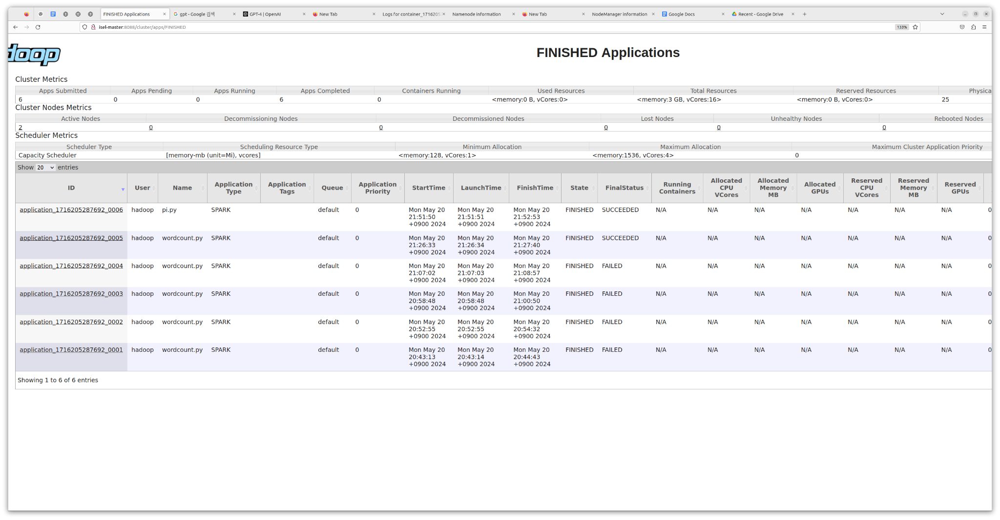 FINISHED Applications
gpt - Google 검색
GPT-4 | OpenAI
New Tab
Logs for container_1716205
Namenode information
New Tab
NodeManager information
Google Docs
Recent - Google Drive
isel-master:8088/cluster/apps/FINISHED
133%
doop
FINISHED Applications
Cluster Metrics
Apps Submitted Apps Pending Apps Running Apps Completed Containers Running Used Resources Total Resources Reserved Resources Physica
6 0 0 6 0 <memory:0 B, vCores:0> <memory:3 GB, vCores:16> <memory:0 B, vCores:0> 25
Cluster Nodes Metrics
Active Nodes Decommissioning Nodes Decommissioned Nodes Lost Nodes Unhealthy Nodes Rebooted Nodes
2 0 0 0 0 0
Scheduler Metrics
Scheduler Type Scheduling Resource Type Minimum Allocation Maximum Allocation Maximum Cluster Application Priority
Capacity Scheduler [memory-mb (unit=Mi), vcores] <memory:128, vCores:1> <memory:1536, vCores:4> 0
Show 20 entries
ID User Name Application Type Application Tags Queue Application Priority StartTime LaunchTime FinishTime State FinalStatus Running Containers Allocated CPU VCores Allocated Memory MB Allocated GPUs Reserved CPU VCores Reserved Memory MB Reserved GPUs
application_1716205287692_0006 hadoop pi.py SPARK default 0 Mon May 20 21:51:50 +0900 2024 Mon May 20 21:51:51 +0900 2024 Mon May 20 21:52:53 +0900 2024 FINISHED SUCCEEDED N/A N/A N/A N/A N/A N/A N/A 0
application_1716205287692_0005 hadoop wordcount.py SPARK default 0 Mon May 20 21:26:33 +0900 2024 Mon May 20 21:26:34 +0900 2024 Mon May 20 21:27:40 +0900 2024 FINISHED SUCCEEDED N/A N/A N/A N/A N/A N/A N/A 0
application_1716205287692_0004 hadoop wordcount.py SPARK default 0 Mon May 20 21:07:02 +0900 2024 Mon May 20 21:07:03 +0900 2024 Mon May 20 21:08:57 +0900 2024 FINISHED FAILED N/A N/A N/A N/A N/A N/A N/A 0
application_1716205287692_0003 hadoop wordcount.py SPARK default 0 Mon May 20 20:58:48 +0900 2024 Mon May 20 20:58:48 +0900 2024 Mon May 20 21:00:50 +0900 2024 FINISHED FAILED N/A N/A N/A N/A N/A N/A N/A 0
application_1716205287692_0002 hadoop wordcount.py SPARK default 0 Mon May 20 20:52:55 +0900 2024 Mon May 20 20:52:55 +0900 2024 Mon May 20 20:54:32 +0900 2024 FINISHED FAILED N/A N/A N/A N/A N/A N/A N/A 0
application_1716205287692_0001 hadoop wordcount.py SPARK default 0 Mon May 20 20:43:13 +0900 2024 Mon May 20 20:43:14 +0900 2024 Mon May 20 20:44:43 +0900 2024 FINISHED FAILED N/A N/A N/A N/A N/A N/A N/A 0
Showing 1 to 6 of 6 entries